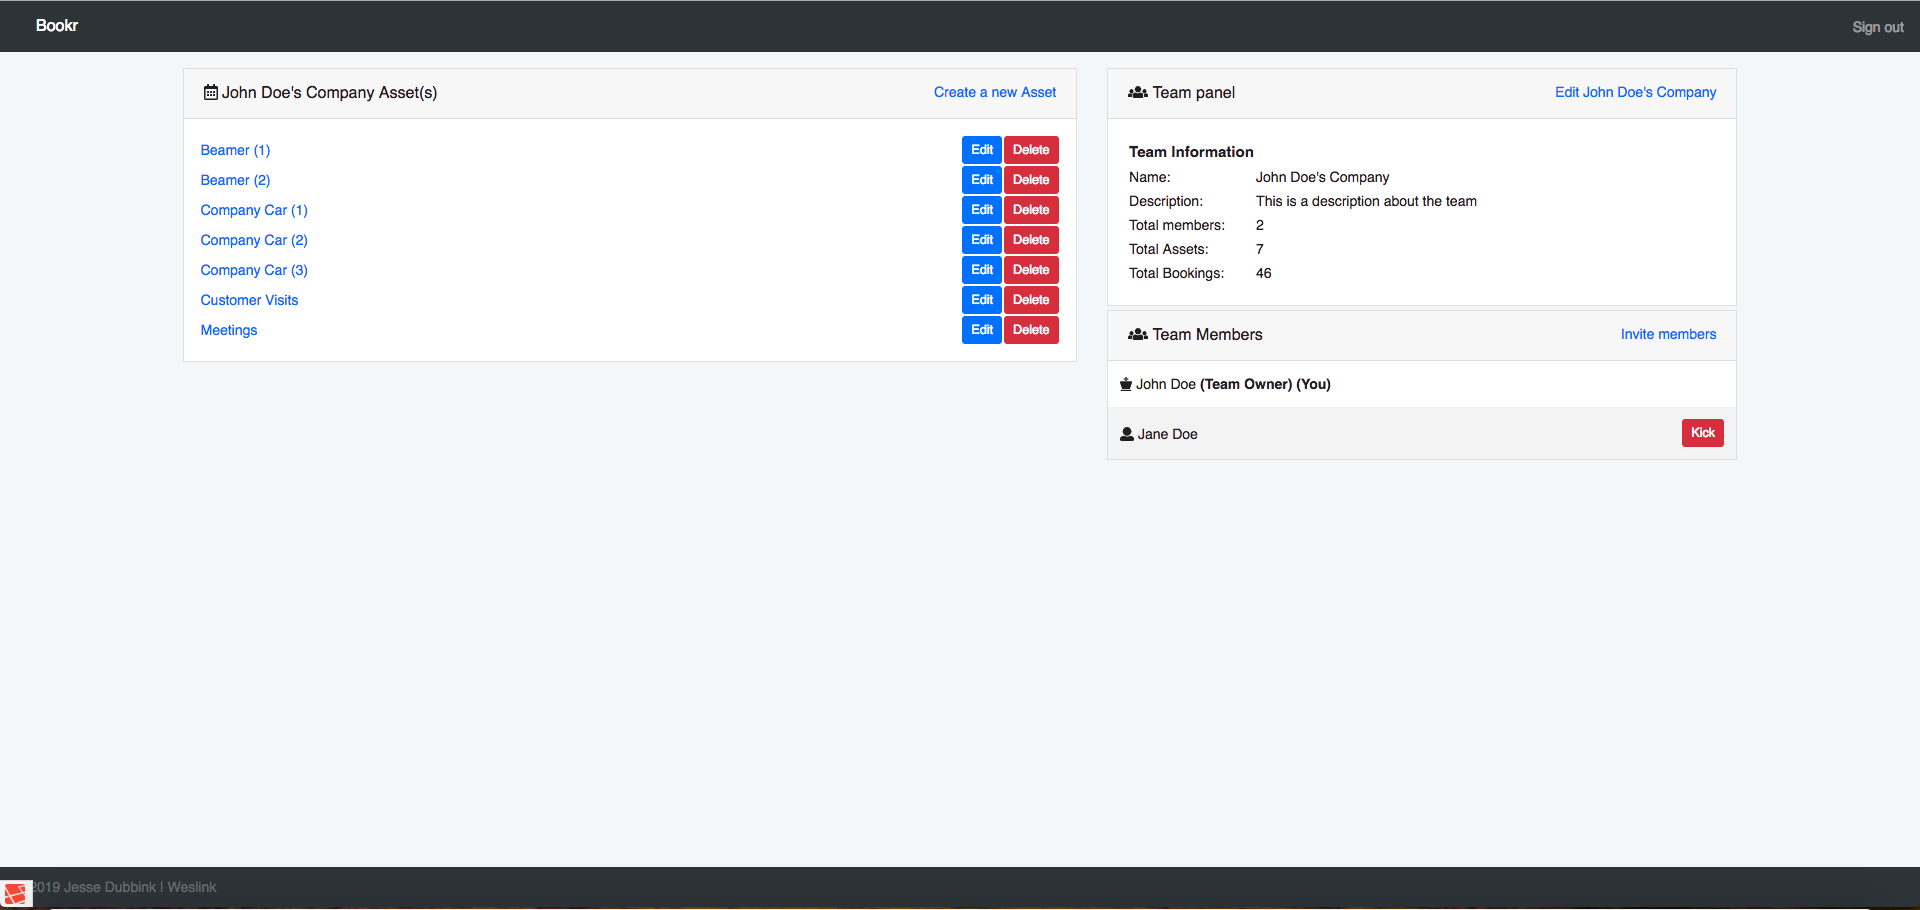 Bookr
Sign out
John Doe's Company Asset(s)
Create a new Asset
Beamer (1)
Edit Delete
Beamer (2)
Edit Delete
Company Car (1)
Edit Delete
Company Car (2)
Edit Delete
Company Car (3)
Edit Delete
Customer Visits
Edit Delete
Meetings
Edit Delete
Team panel
Edit John Doe's Company
Team Information
Name: John Doe's Company
Description: This is a description about the team
Total members: 2
Total Assets: 7
Total Bookings: 46
Team Members
Invite members
John Doe (Team Owner) (You)
Jane Doe
Kick
2019 Jesse Dubbink | Weslink